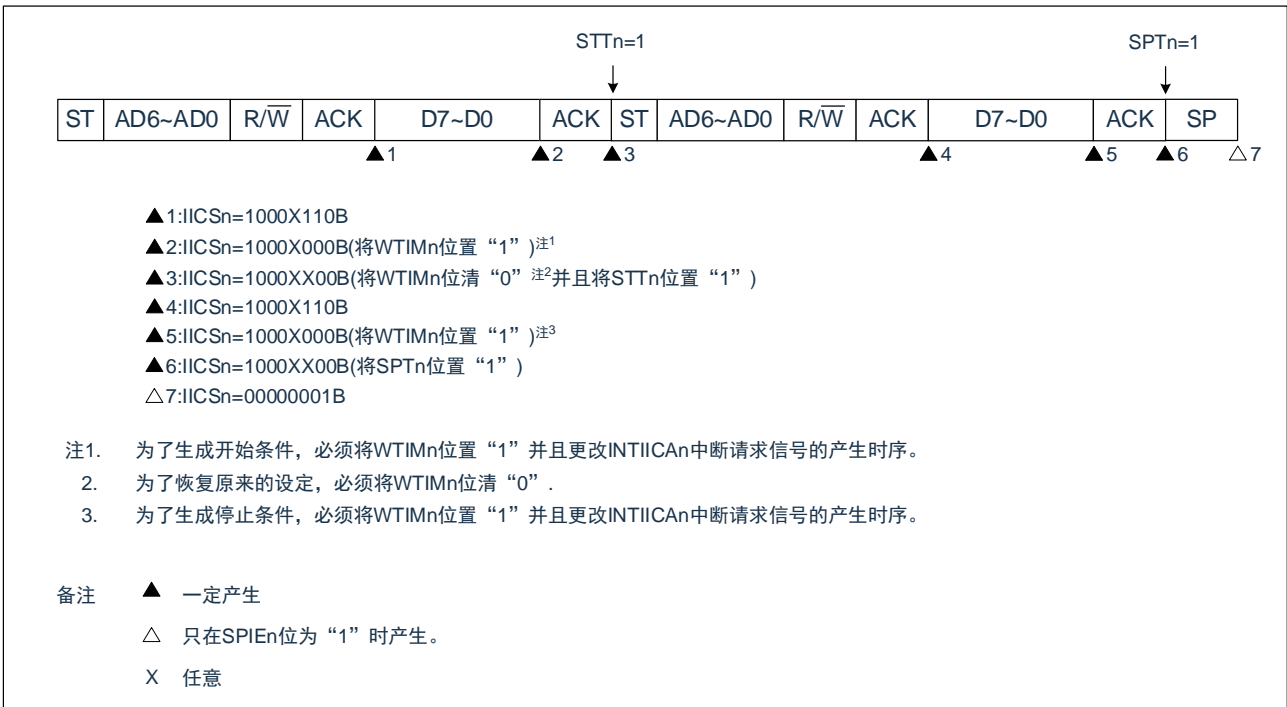 STTn=1 SPTn=1
ST AD6~AD0 R/W̅ ACK D7~D0 ACK ST AD6~AD0 R/W̅ ACK D7~D0 ACK SP
▲1 ▲2 ▲3 ▲4 ▲5 ▲6 △7
▲1:IICSn=1000X110B
▲2:IICSn=1000X000B(将WTIMn位置“1”)注1
▲3:IICSn=1000XX00B(将WTIMn位清“0”注2并且将STTn位置“1”)
▲4:IICSn=1000X110B
▲5:IICSn=1000X000B(将WTIMn位置“1”)注3
▲6:IICSn=1000XX00B(将SPTn位置“1”)
△7:IICSn=00000001B
注1. 为了生成开始条件，必须将WTIMn位置“1”并且更改INTIICAn中断请求信号的产生时序。
2. 为了恢复原来的设定，必须将WTIMn位清“0”.
3. 为了生成停止条件，必须将WTIMn位置“1”并且更改INTIICAn中断请求信号的产生时序。
备注 ▲ 一定产生
△ 只在SPIEn位为“1”时产生。
X 任意